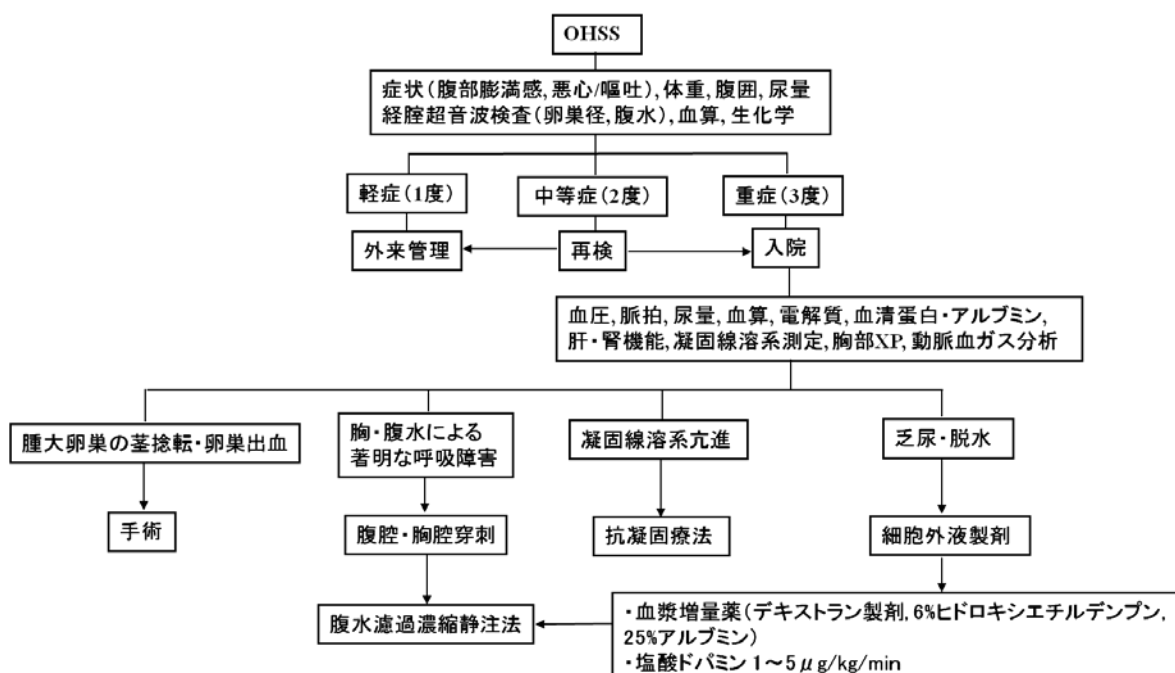 OHSS
症状(腹部膨満感, 悪心/嘔吐), 体重, 腹囲, 尿量
経腟超音波検査(卵巣径, 腹水), 血算, 生化学
軽症(1度)
中等症(2度)
重症(3度)
外来管理
再検
入院
血圧, 脈拍, 尿量, 血算, 電解質, 血清蛋白・アルブミン,
肝・腎機能, 凝固線溶系測定, 胸部XP, 動脈血ガス分析
腫大卵巣の茎捻転・卵巣出血
胸・腹水による
著明な呼吸障害
凝固線溶系亢進
乏尿・脱水
手術
腹腔・胸腔穿刺
抗凝固療法
細胞外液製剤
腹水濾過濃縮静注法
・血漿増量薬(デキストラン製剤, 6%ヒドロキシエチルデンプン,
25%アルブミン)
・塩酸ドパミン 1～5μg/kg/min